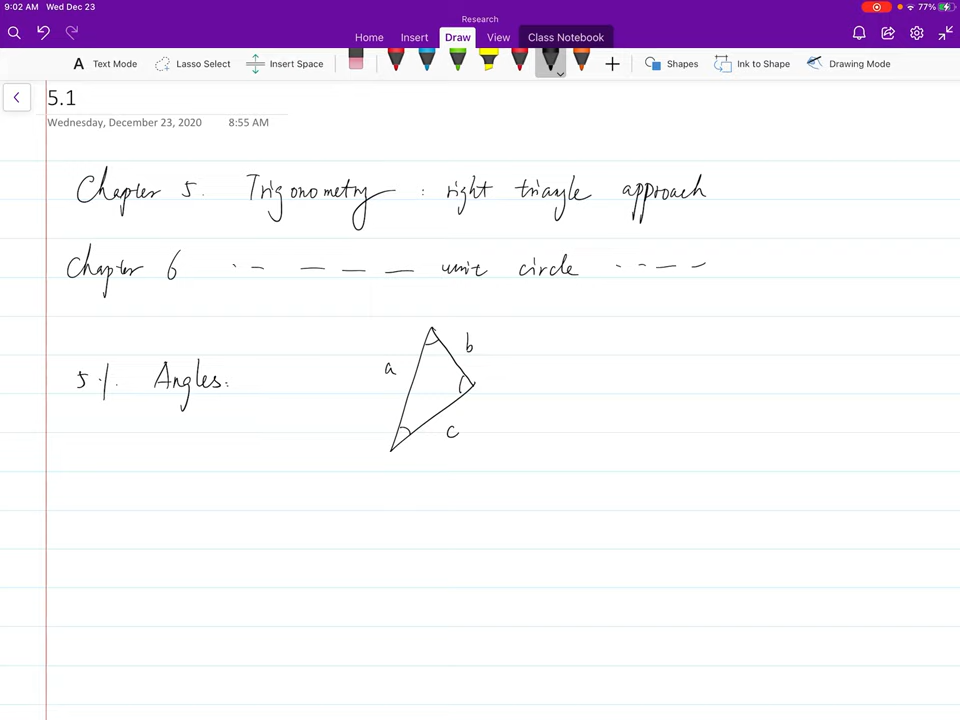 9:02 AM Wed Dec 23 77%
Research
Home Insert Draw View Class Notebook
A Text Mode Lasso Select Insert Space Shapes Ink to Shape Drawing Mode
5.1
Wednesday, December 23, 2020 8:55 AM
Chapter 5. Trigonometry : right triangle approach
Chapter 6 unit circle
5.1. Angles:
a
b
c